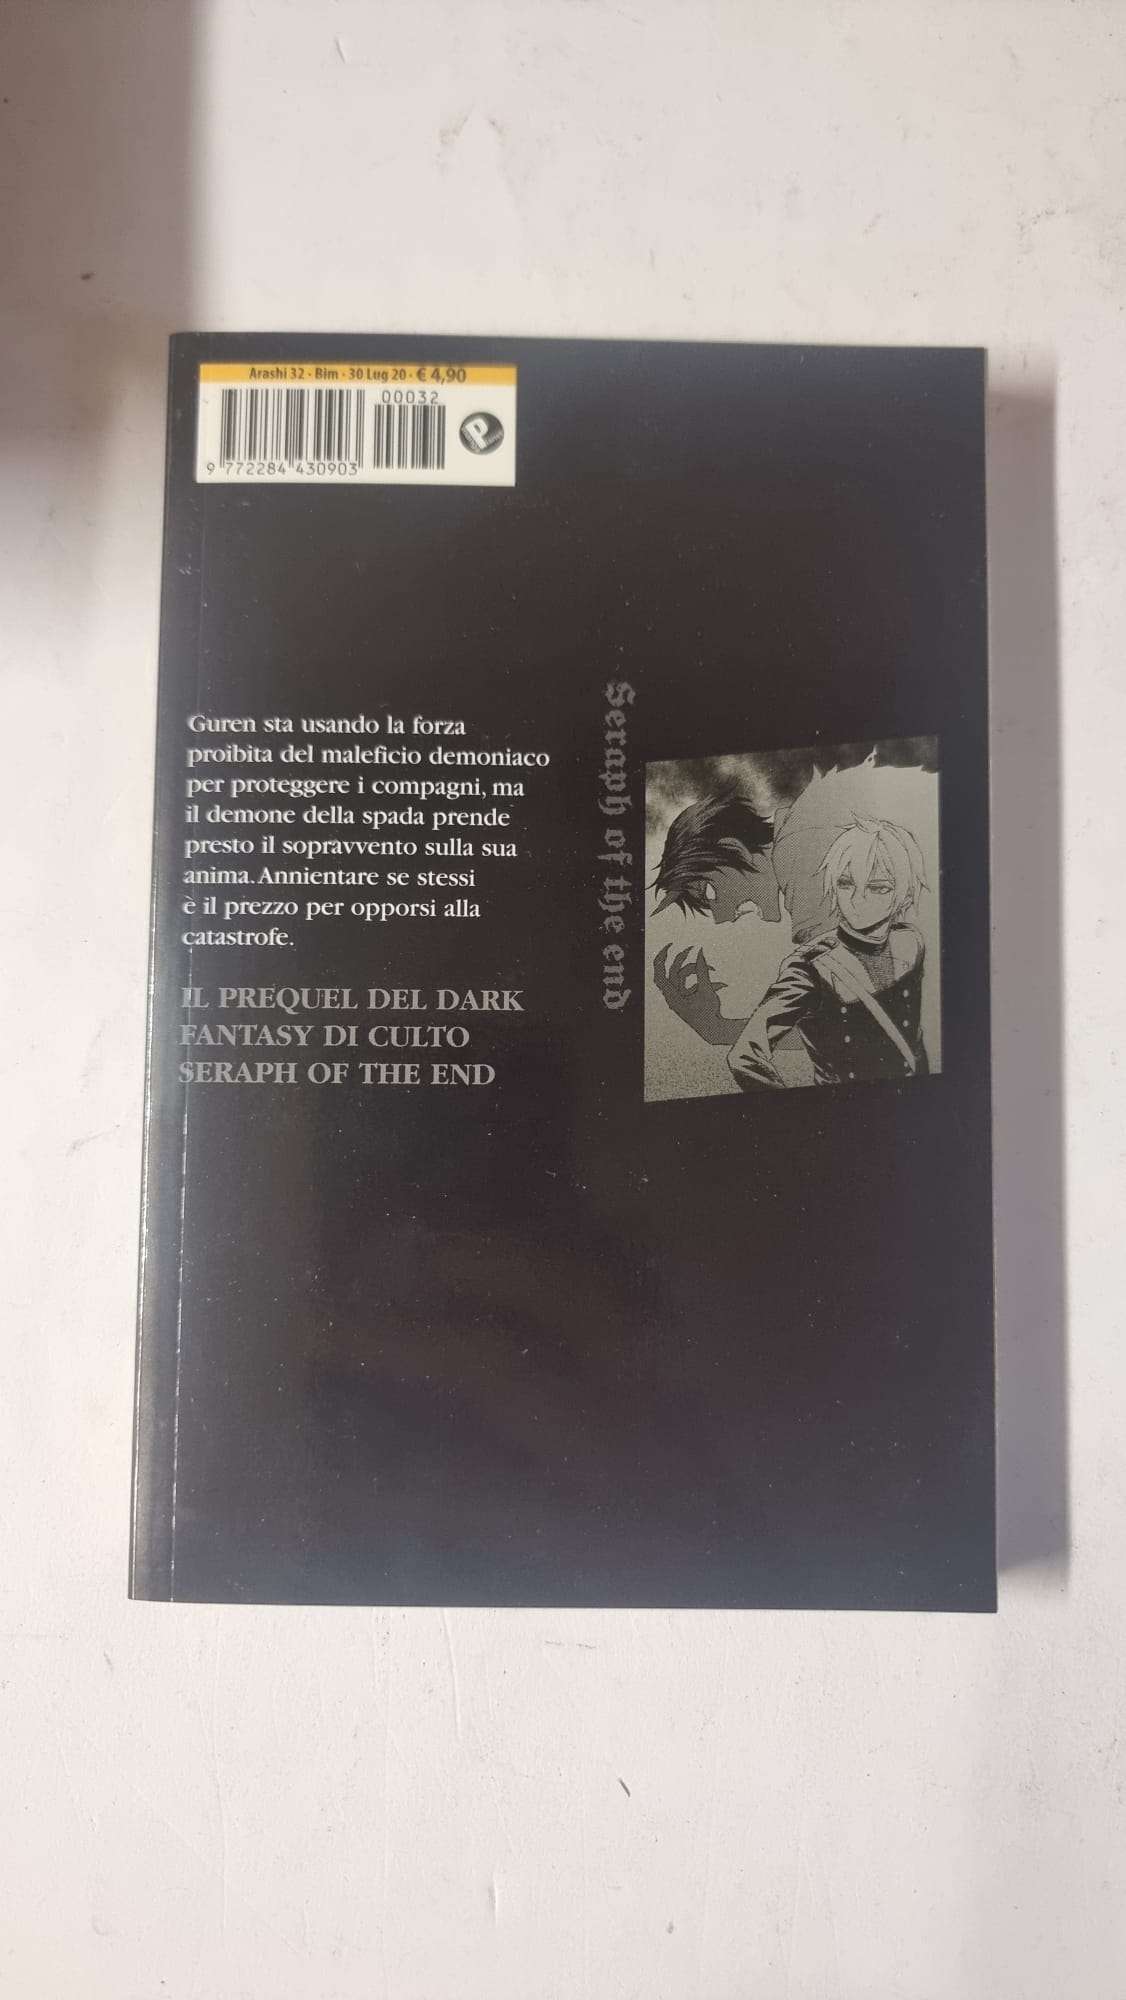 Arashi 32 • Bim • 30 Lug 20 • € 4,90
00032
P
9 772284 430903
Guren sta usando la forza
proibita del maleficio demoniaco
per proteggere i compagni, ma
il demone della spada prende
presto il sopravvento sulla sua
anima. Annientare se stessi
è il prezzo per opporsi alla
catastrofe.
IL PREQUEL DEL DARK
FANTASY DI CULTO
SERAPH OF THE END
Seraph of the end